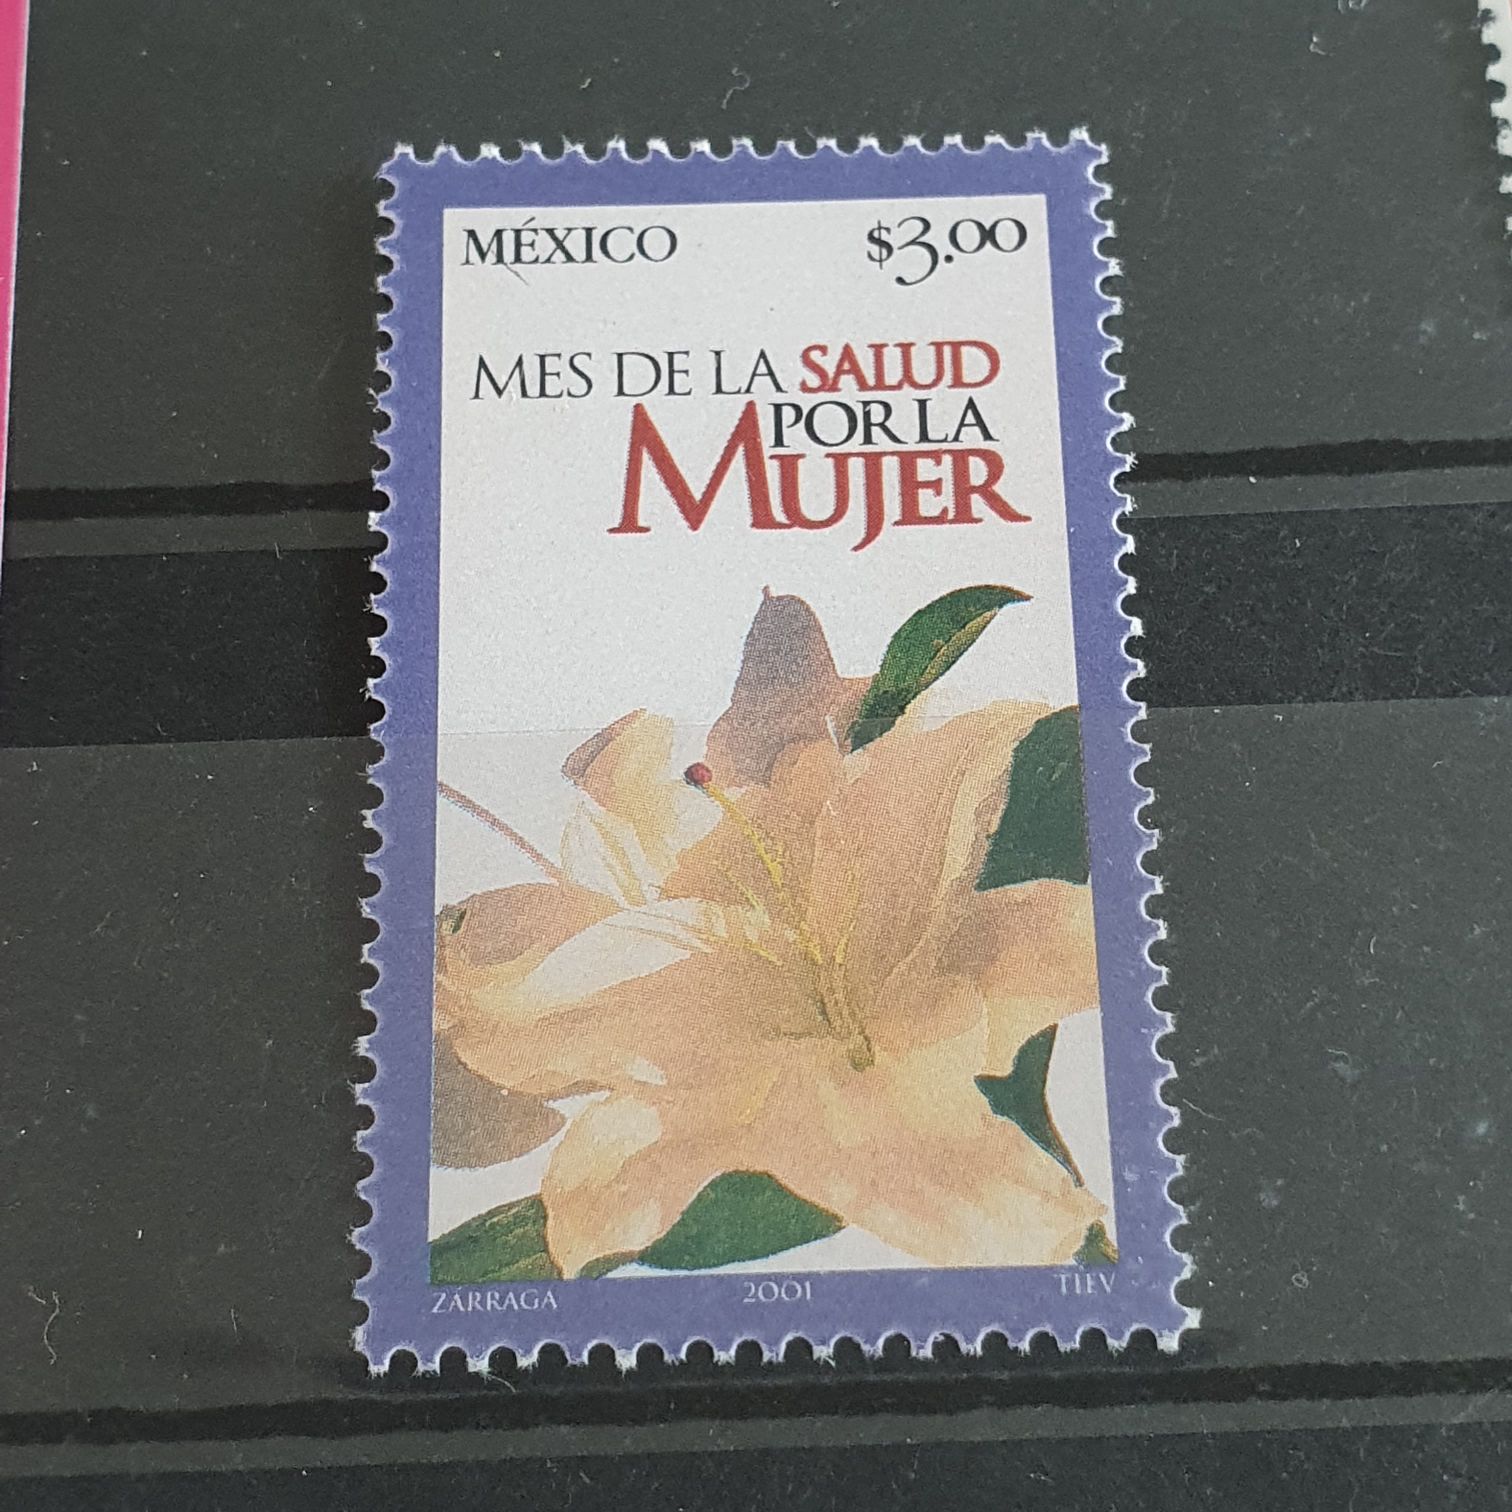 MÉXICO $3.00
MES DE LA SALUD
POR LA
MUJER
ZÁRRAGA 2001 TIEV